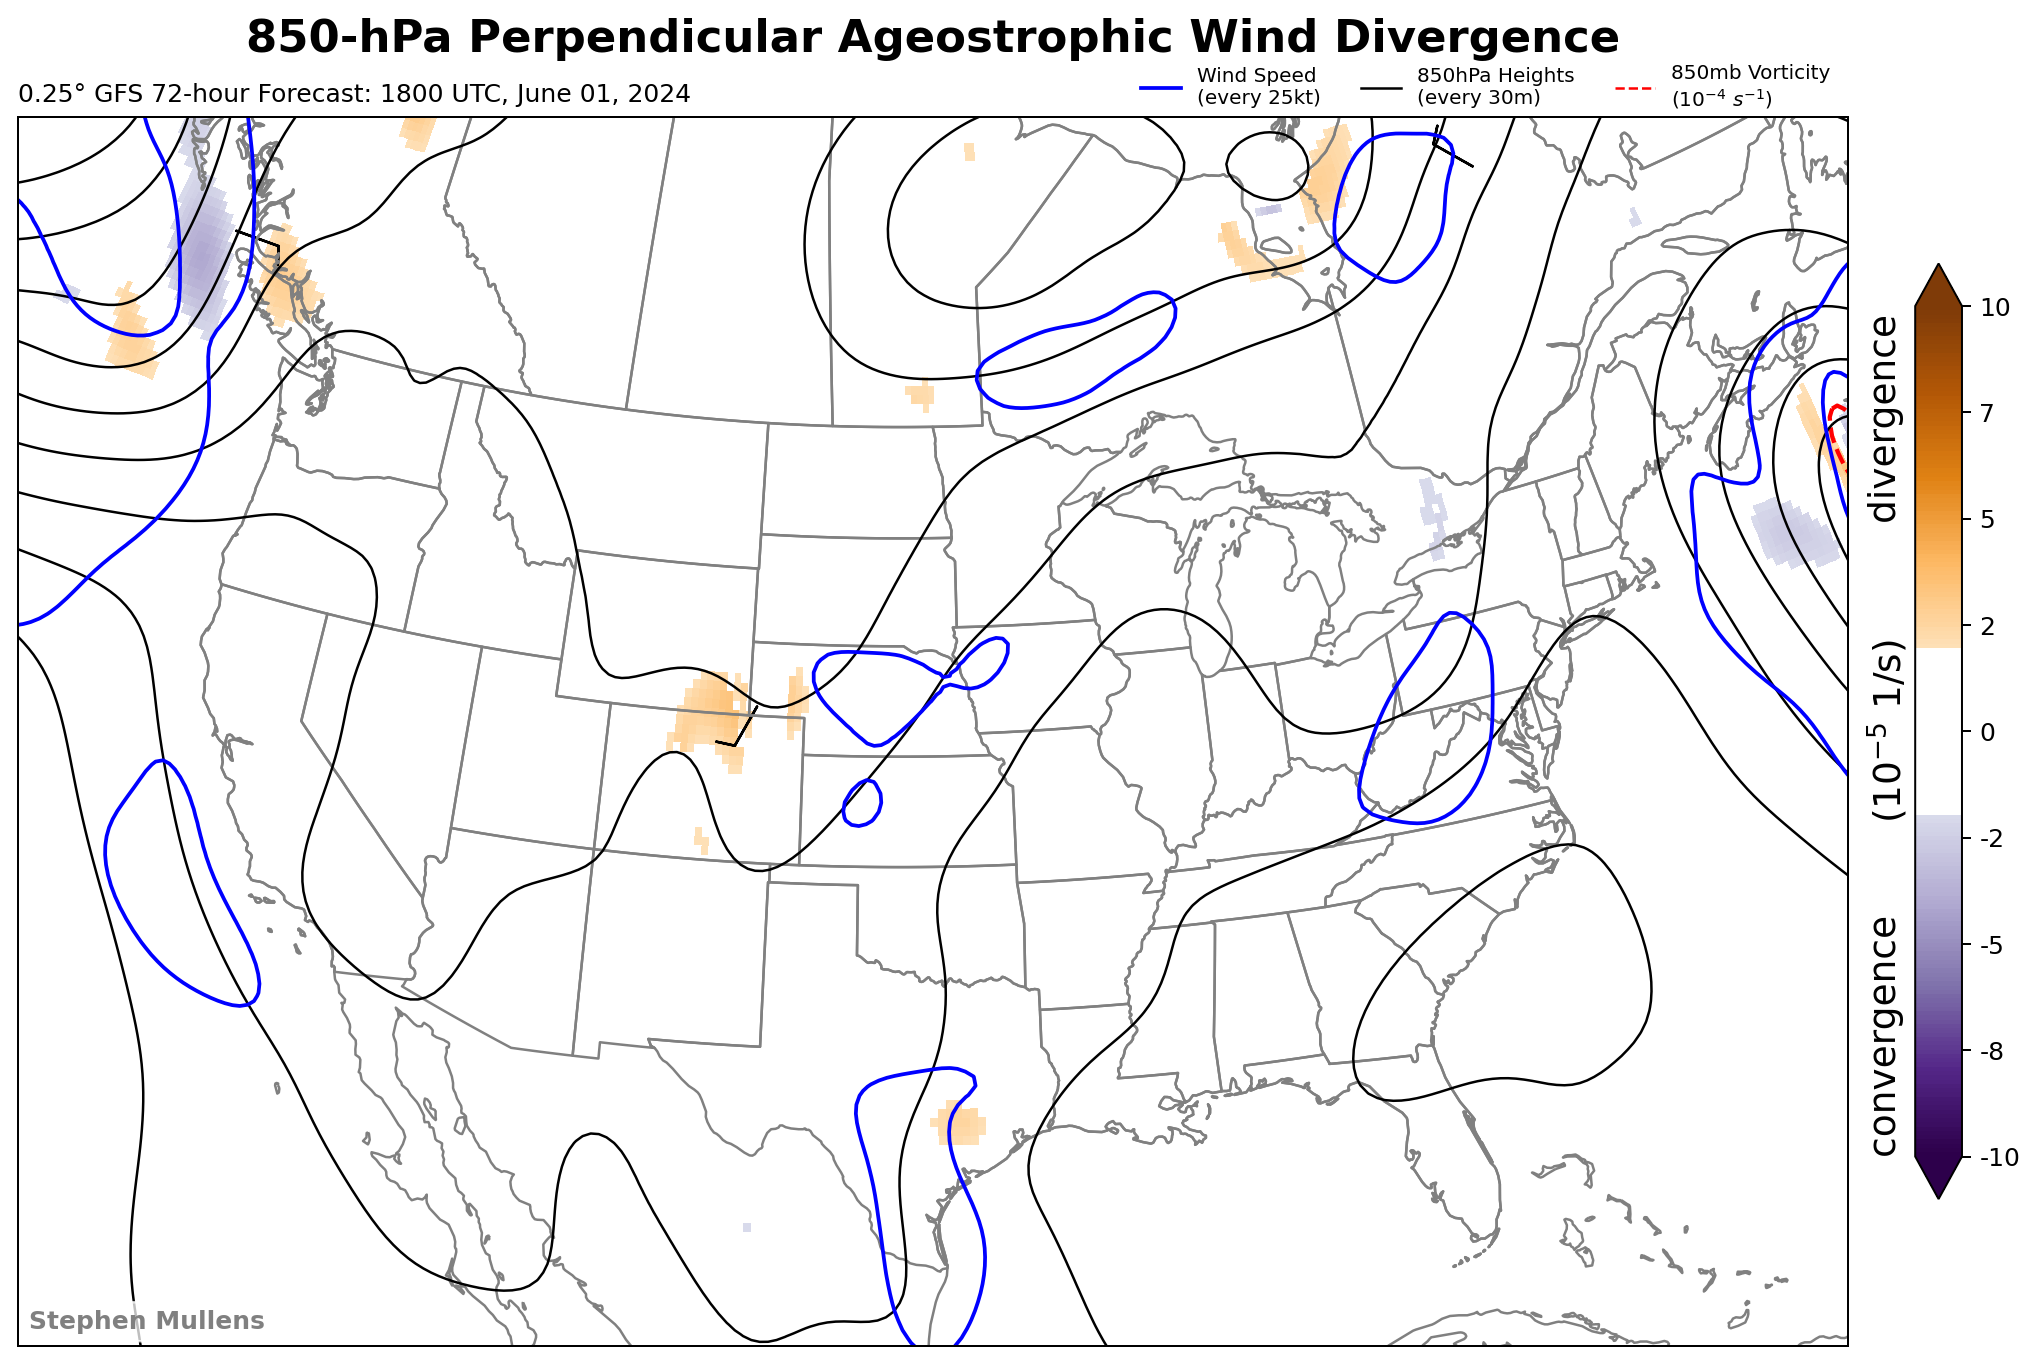 850-hPa Perpendicular Ageostrophic Wind Divergence
0.25° GFS 72-hour Forecast: 1800 UTC, June 01, 2024
Wind Speed
(every 25kt)
850hPa Heights
(every 30m)
850mb Vorticity
(10⁻⁴ s⁻¹)
10
7
5
2
0
-2
-5
-8
-10
convergence (10⁻⁵ 1/s) divergence
Stephen Mullens